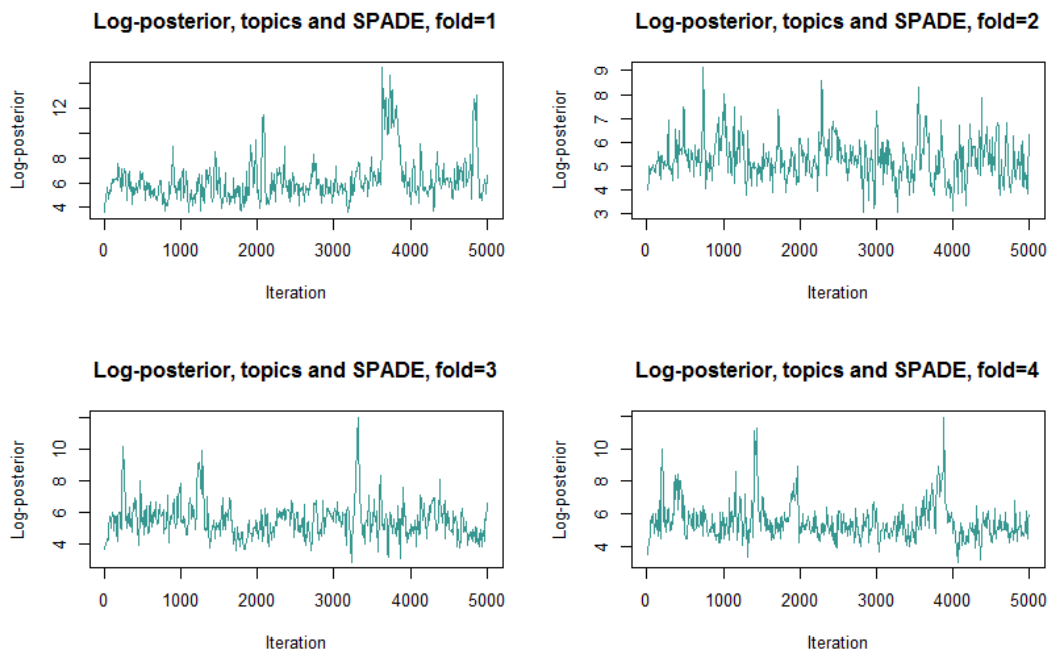 Log-posterior, topics and SPADE, fold=1
Log-posterior
12
8
6
4
0 1000 2000 3000 4000 5000
Iteration
Log-posterior, topics and SPADE, fold=2
Log-posterior
9
8
7
6
5
4
3
0 1000 2000 3000 4000 5000
Iteration
Log-posterior, topics and SPADE, fold=3
Log-posterior
10
8
6
4
0 1000 2000 3000 4000 5000
Iteration
Log-posterior, topics and SPADE, fold=4
Log-posterior
10
8
6
4
0 1000 2000 3000 4000 5000
Iteration